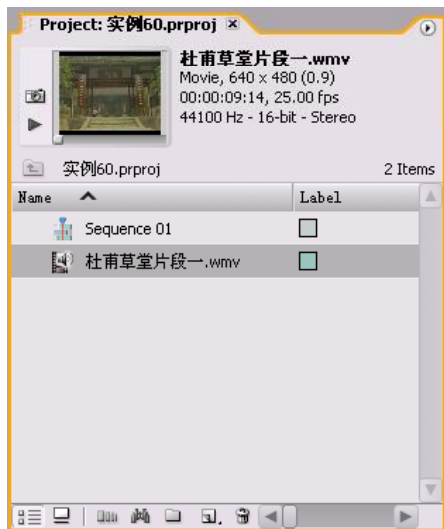 Project: 实例60.prproj
杜甫草堂片段一.wmv
Movie, 640 x 480 (0.9)
00:00:09:14, 25.00 fps
44100 Hz - 16-bit - Stereo
实例60.prproj 2 Items
Name Label
Sequence 01
杜甫草堂片段一.wmv